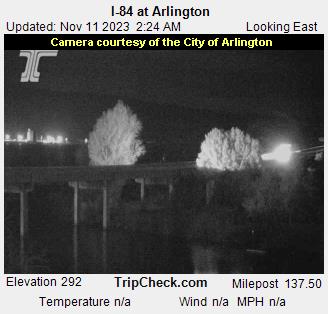 I-84 at Arlington
Updated: Nov 11 2023 2:24 AM Looking East
Camera courtesy of the City of Arlington
Elevation 292 TripCheck.com Milepost 137.50
Temperature n/a Wind n/a MPH n/a